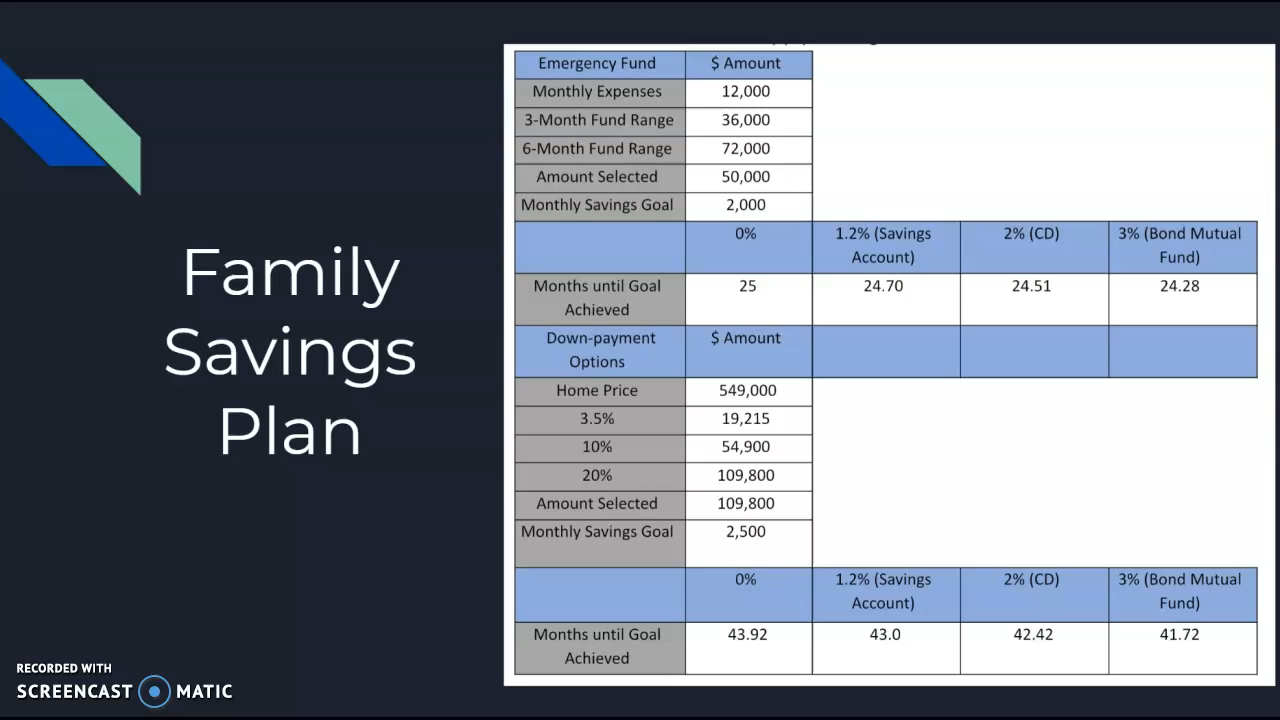 Family
Savings
Plan
Emergency Fund $ Amount
Monthly Expenses 12,000
3-Month Fund Range 36,000
6-Month Fund Range 72,000
Amount Selected 50,000
Monthly Savings Goal 2,000
0% 1.2% (Savings Account) 2% (CD) 3% (Bond Mutual Fund)
Months until Goal Achieved 25 24.70 24.51 24.28
Down-payment Options $ Amount
Home Price 549,000
3.5% 19,215
10% 54,900
20% 109,800
Amount Selected 109,800
Monthly Savings Goal 2,500
0% 1.2% (Savings Account) 2% (CD) 3% (Bond Mutual Fund)
Months until Goal Achieved 43.92 43.0 42.42 41.72
RECORDED WITH
SCREENCAST MATIC